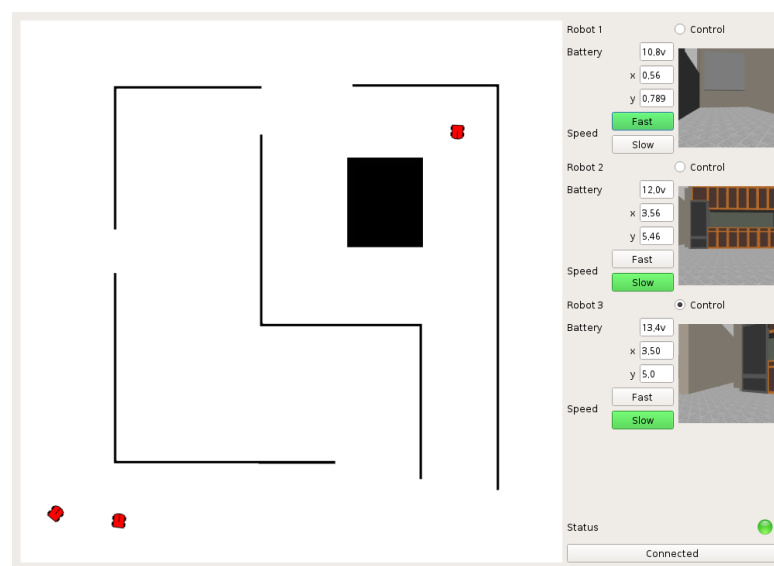 Robot 1 Control
Battery 10,8v
x 0,56
y 0,789
Fast
Speed
Slow
Robot 2 Control
Battery 12,0v
x 3,56
y 5,46
Fast
Speed
Slow
Robot 3 Control
Battery 13,4v
x 3,50
y 5,0
Fast
Speed
Slow
Status
Connected